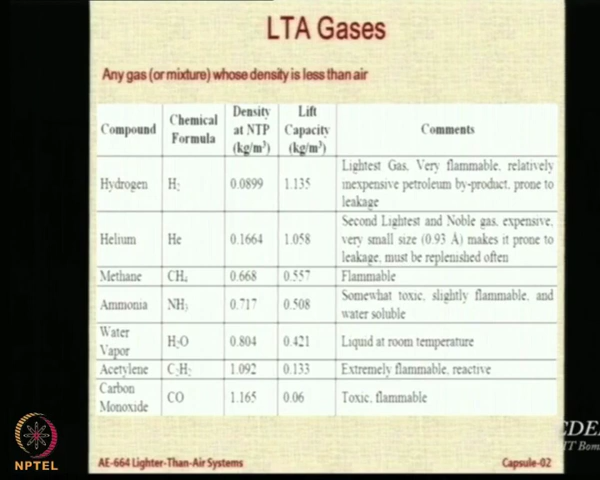 LTA Gases
Any gas (or mixture) whose density is less than air
Compound Chemical Formula Density at NTP (kg/m³) Lift Capacity (kg/m³) Comments
Hydrogen H₂ 0.0899 1.135 Lightest Gas, Very flammable, relatively inexpensive petroleum by-product, prone to leakage
Helium He 0.1664 1.058 Second Lightest and Noble gas, expensive, very small size (0.93 Å) makes it prone to leakage, must be replenished often
Methane CH₄ 0.668 0.557 Flammable
Ammonia NH₃ 0.717 0.508 Somewhat toxic, slightly flammable, and water soluble
Water Vapor H₂O 0.804 0.421 Liquid at room temperature
Acetylene C₂H₂ 1.092 0.133 Extremely flammable, reactive
Carbon Monoxide CO 1.165 0.06 Toxic, flammable
NPTEL
AE-664 Lighter-Than-Air Systems
Capsule-02
CDE
IT Bom